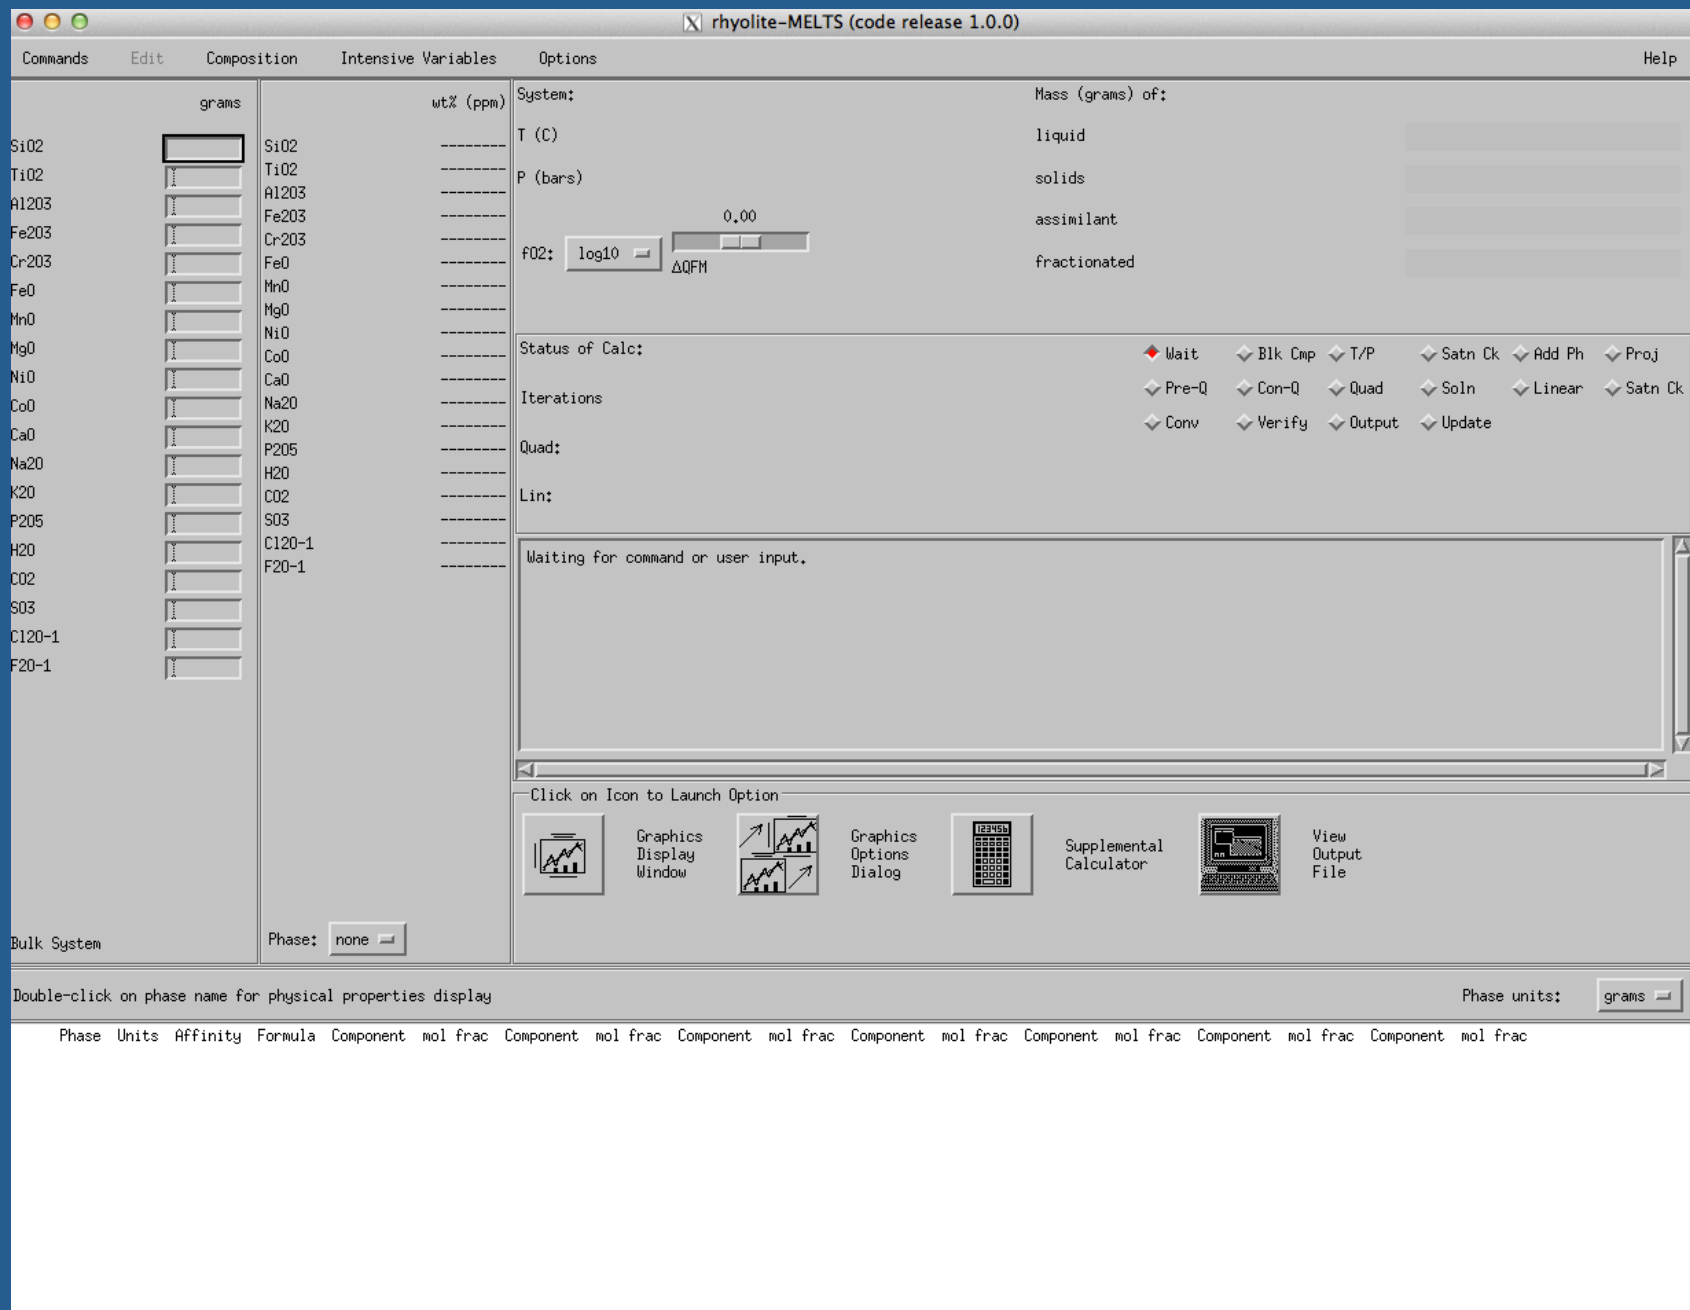 rhyolite-MELTS (code release 1.0.0)
Commands Edit Composition Intensive Variables Options Help
grams
SiO2
TiO2
Al2O3
Fe2O3
Cr2O3
FeO
MnO
MgO
NiO
CoO
CaO
Na2O
K2O
P2O5
H2O
CO2
SO3
Cl2O-1
F2O-1
Bulk System
wt% (ppm)
SiO2 --------
TiO2 --------
Al2O3 --------
Fe2O3 --------
Cr2O3 --------
FeO --------
MnO --------
MgO --------
NiO --------
CoO --------
CaO --------
Na2O --------
K2O --------
P2O5 --------
H2O --------
CO2 --------
SO3 --------
Cl2O-1 --------
F2O-1 --------
Phase: none
System:
T (C)
P (bars)
0.00
fO2: log10
ΔQFM
Mass (grams) of:
liquid
solids
assimilant
fractionated
Status of Calc:
Iterations
Quad:
Lin:
Wait Blk Cmp T/P Satn Ck Add Ph Proj
Pre-Q Con-Q Quad Soln Linear Satn Ck
Conv Verify Output Update
Waiting for command or user input.
Click on Icon to Launch Option
Graphics
Display
Window
Graphics
Options
Dialog
123456
Supplemental
Calculator
View
Output
File
Double-click on phase name for physical properties display
Phase units: grams
Phase Units Affinity Formula Component mol frac Component mol frac Component mol frac Component mol frac Component mol frac Component mol frac Component mol frac